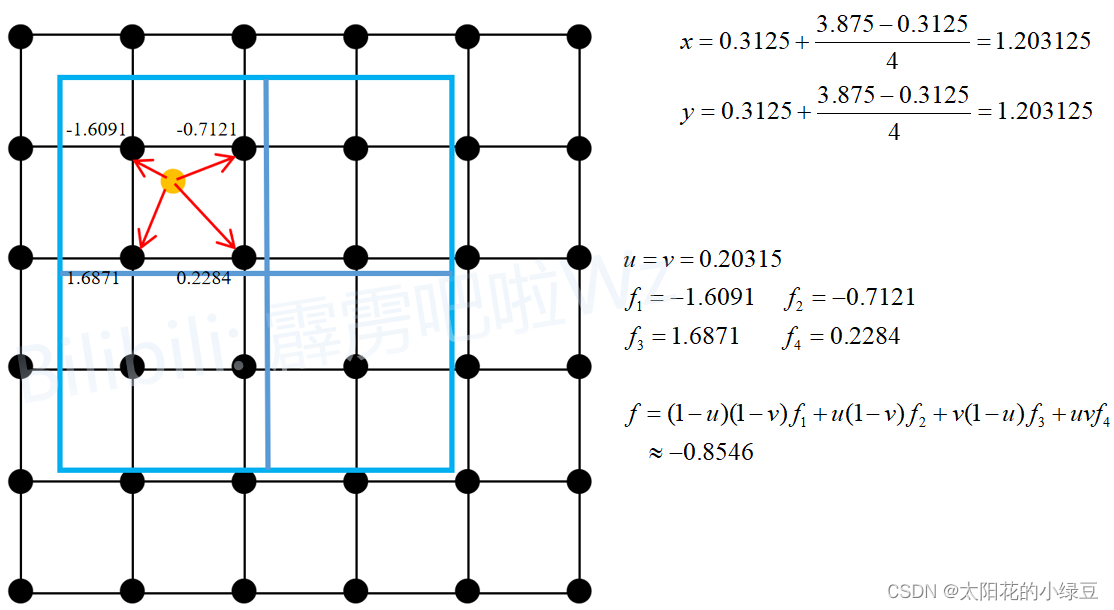 x = 0.3125 + \frac{3.875 - 0.3125}{4} = 1.203125
y = 0.3125 + \frac{3.875 - 0.3125}{4} = 1.203125
-1.6091 -0.7121
1.6871 0.2284
u = v = 0.20315
f₁ = -1.6091 f₂ = -0.7121
f₃ = 1.6871 f₄ = 0.2284
f = (1-u)(1-v)f₁ + u(1-v)f₂ + v(1-u)f₃ + uvf₄
≈ -0.8546
Bilibili: 霹雳吧啦Wz
CSDN @太阳花的小绿豆